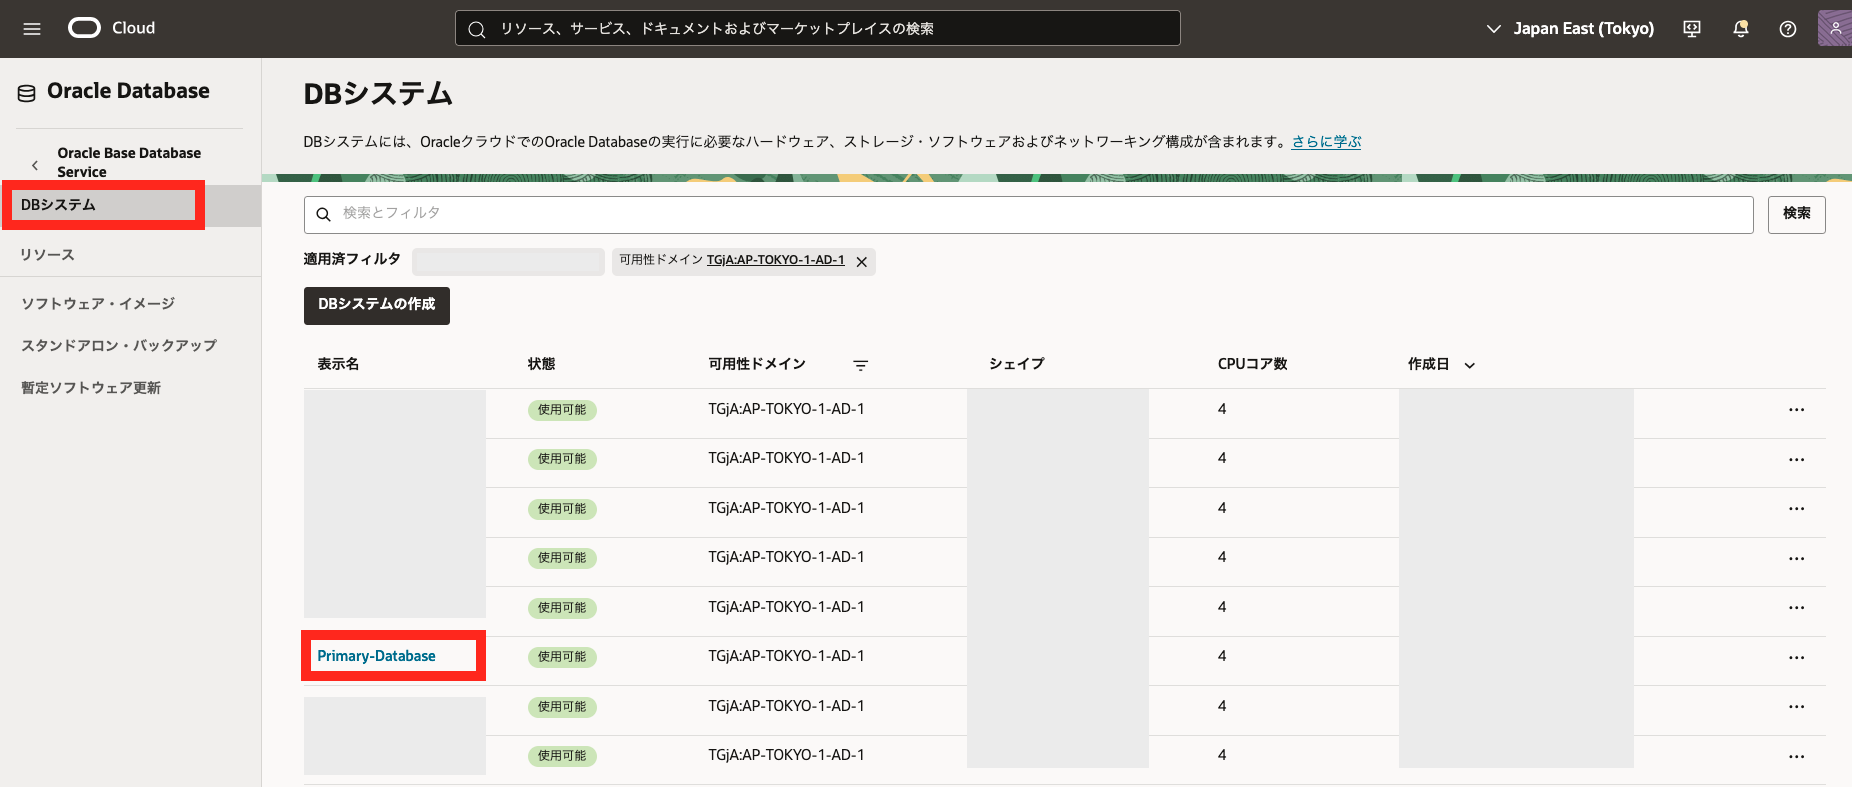 Cloud
リソース、サービス、ドキュメントおよびマーケットプレイスの検索
Japan East (Tokyo)
Oracle Database
Oracle Base Database
Service
DBシステム
リソース
ソフトウェア・イメージ
スタンドアロン・バックアップ
暫定ソフトウェア更新
DBシステム
DBシステムには、OracleクラウドでのOracle Databaseの実行に必要なハードウェア、ストレージ・ソフトウェアおよびネットワーキング構成が含まれます。さらに学ぶ
検索とフィルタ
検索
適用済フィルタ 可用性ドメイン TGjA:AP-TOKYO-1-AD-1
DBシステムの作成
表示名 状態 可用性ドメイン シェイプ CPUコア数 作成日
使用可能 TGjA:AP-TOKYO-1-AD-1 4
使用可能 TGjA:AP-TOKYO-1-AD-1 4
使用可能 TGjA:AP-TOKYO-1-AD-1 4
使用可能 TGjA:AP-TOKYO-1-AD-1 4
使用可能 TGjA:AP-TOKYO-1-AD-1 4
Primary-Database 使用可能 TGjA:AP-TOKYO-1-AD-1 4
使用可能 TGjA:AP-TOKYO-1-AD-1 4
使用可能 TGjA:AP-TOKYO-1-AD-1 4